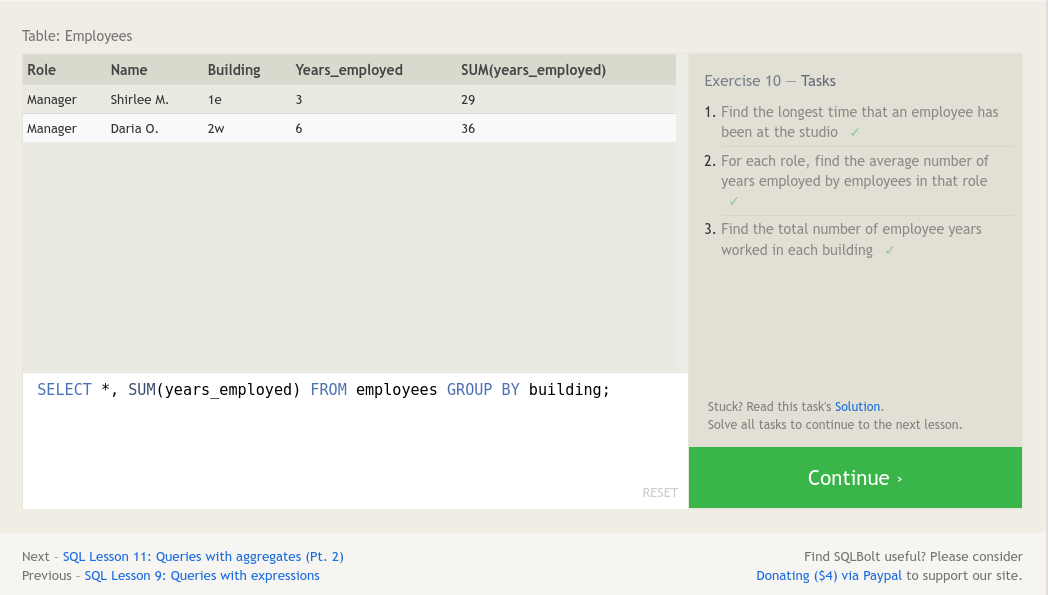 Table: Employees
Role Name Building Years_employed SUM(years_employed)
Manager Shirlee M. 1e 3 29
Manager Daria O. 2w 6 36
SELECT *, SUM(years_employed) FROM employees GROUP BY building;
RESET
Exercise 10 — Tasks
1. Find the longest time that an employee has
been at the studio ✓
2. For each role, find the average number of
years employed by employees in that role
✓
3. Find the total number of employee years
worked in each building ✓
Stuck? Read this task's Solution.
Solve all tasks to continue to the next lesson.
Continue ›
Next – SQL Lesson 11: Queries with aggregates (Pt. 2)
Previous – SQL Lesson 9: Queries with expressions
Find SQLBolt useful? Please consider
Donating ($4) via Paypal to support our site.